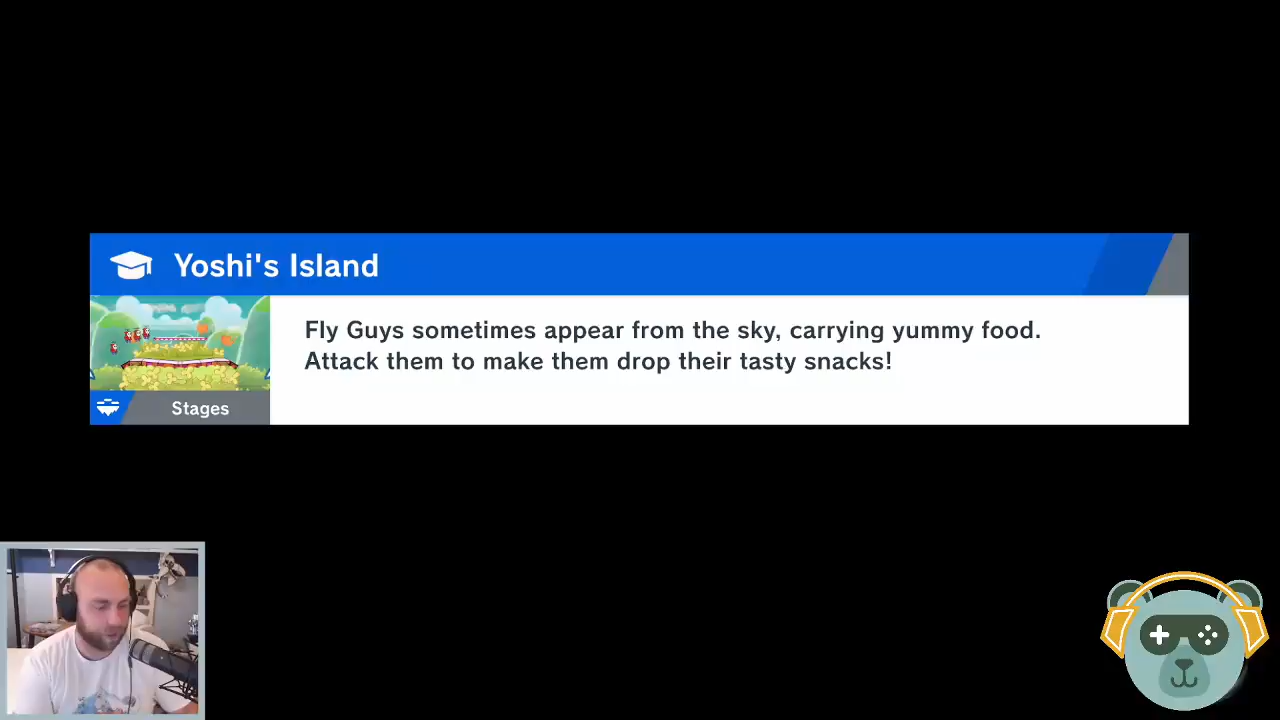 Yoshi's Island
Fly Guys sometimes appear from the sky, carrying yummy food.
Attack them to make them drop their tasty snacks!
Stages